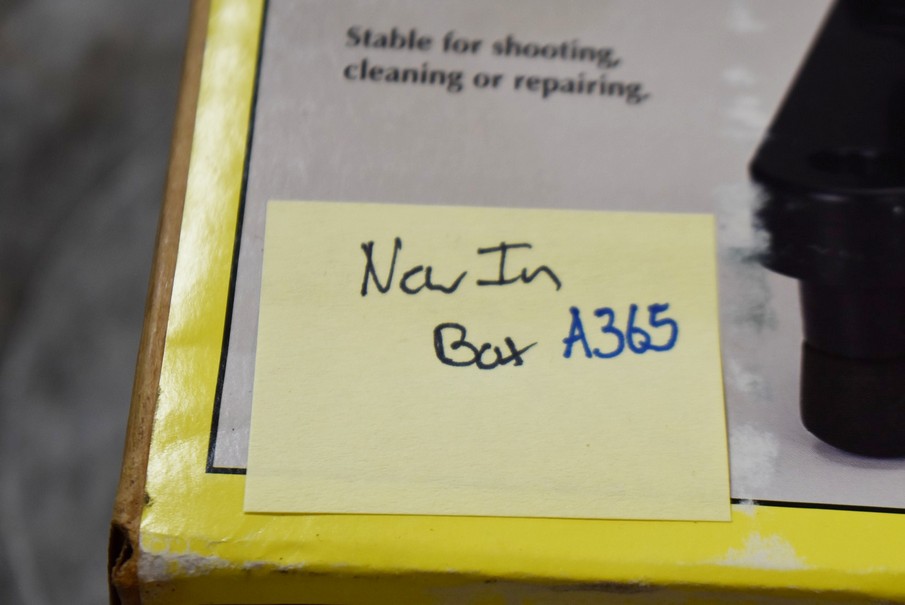 Stable for shooting,
cleaning or repairing.
New In
Box A365